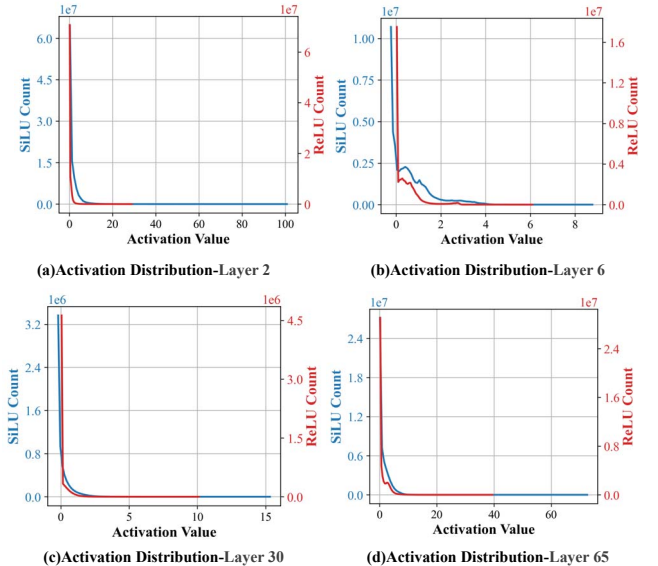 1e7 1e7
6.0
4.5
3.0
1.5
0.0
SiLU Count
6
4
2
7
0
ReLU Count
0 20 40 60 80 100
Activation Value
(a)Activation Distribution-Layer 2
1e7 1e7
1.00
0.75
0.50
0.25
0.00
SiLU Count
1.6
1.2
0.8
0.4
0.0
ReLU Count
0 2 4 6 8
Activation Value
(b)Activation Distribution-Layer 6
1e6 1e6
3.2
2.4
1.6
0.8
0.0
SiLU Count
4.5
3.0
1.5
0.0
ReLU Count
0 5 10 15
Activation Value
(c)Activation Distribution-Layer 30
1e7 1e7
2.4
1.8
1.2
0.6
0.0
SiLU Count
2.4
1.6
0.8
0.0
ReLU Count
0 20 40 60
Activation Value
(d)Activation Distribution-Layer 65